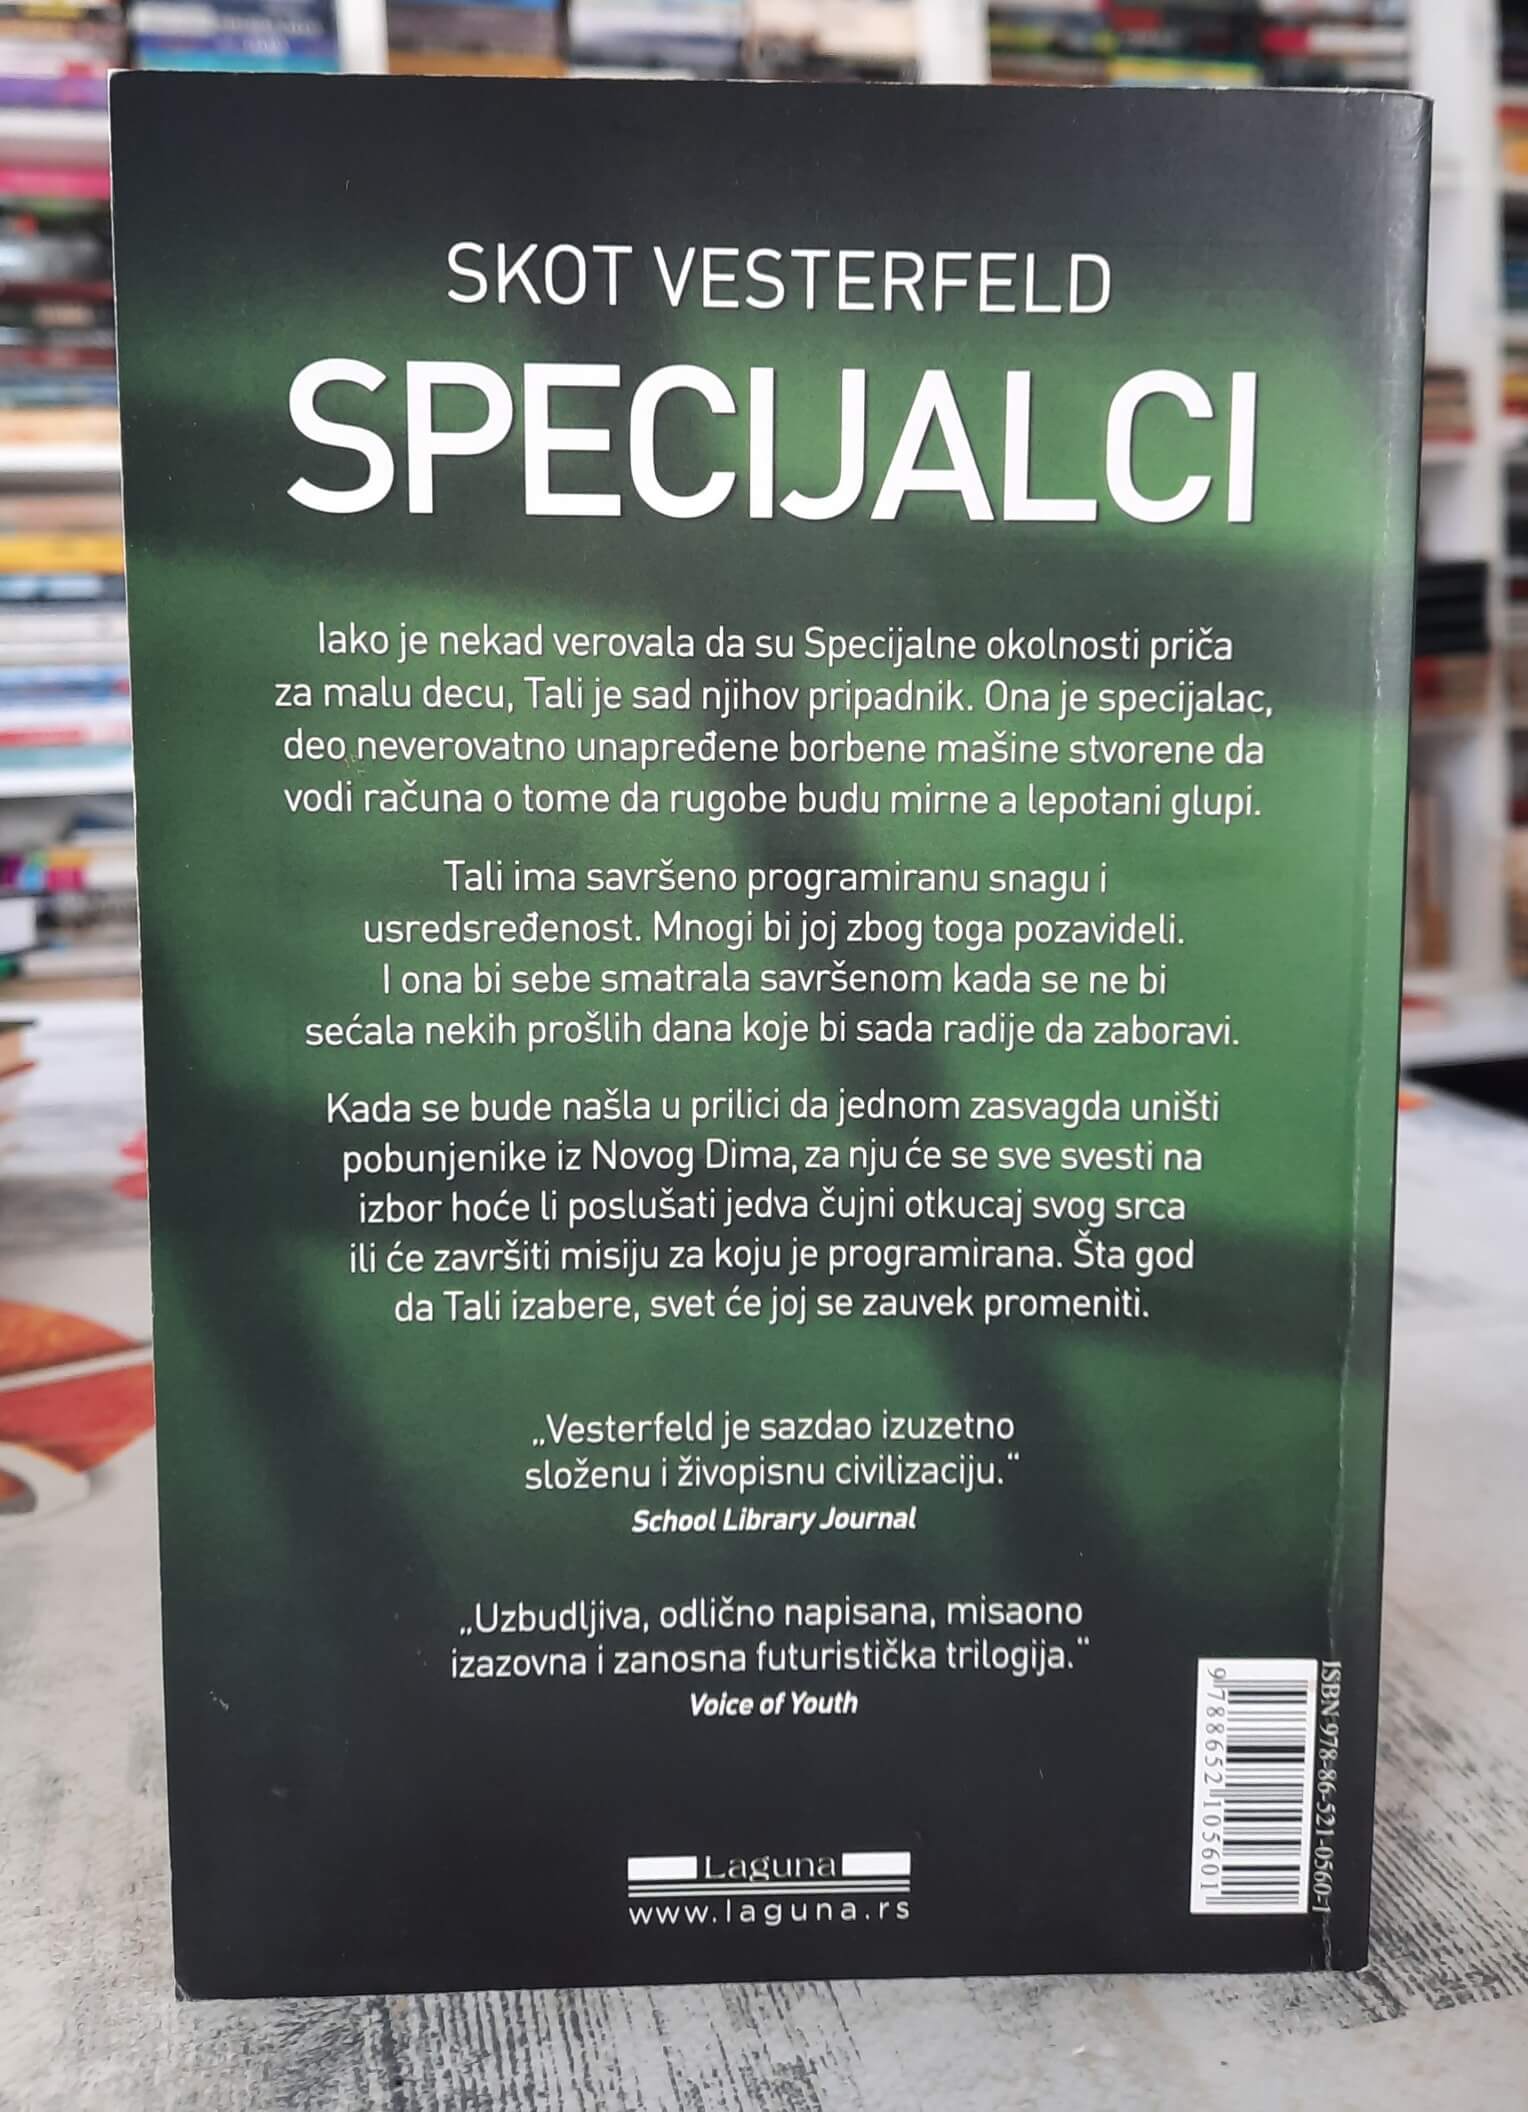 SKOT VESTERFELD
SPECIJALCI
Iako je nekad verovala da su Specijalne okolnosti priča
za malu decu, Tali je sad njihov pripadnik. Ona je specijalac,
deo neverovatno unapređene borbene mašine stvorene da
vodi računa o tome da rugobe budu mirne a lepotani glupi.
Tali ima savršeno programiranu snagu i
usredsređenost. Mnogi bi joj zbog toga pozavideli.
I ona bi sebe smatrala savršenom kada se ne bi
sećala nekih prošlih dana koje bi sada radije da zaboravi.
Kada se bude našla u prilici da jednom zasvagda uništi
pobunjenike iz Novog Dima, za nju će se sve svesti na
izbor hoće li poslušati jedva čujni otkucaj svog srca
ili će završiti misiju za koju je programirana. Šta god
da Tali izabere, svet će joj se zauvek promeniti.
„Vesterfeld je sazdao izuzetno
složenu i živopisnu civilizaciju.“
School Library Journal
„Uzbudljiva, odlično napisana, misaono
izazovna i zanosna futuristička trilogija.“
Voice of Youth
Laguna
www.laguna.rs
ISBN 978-86-521-0560-1
9788652105601